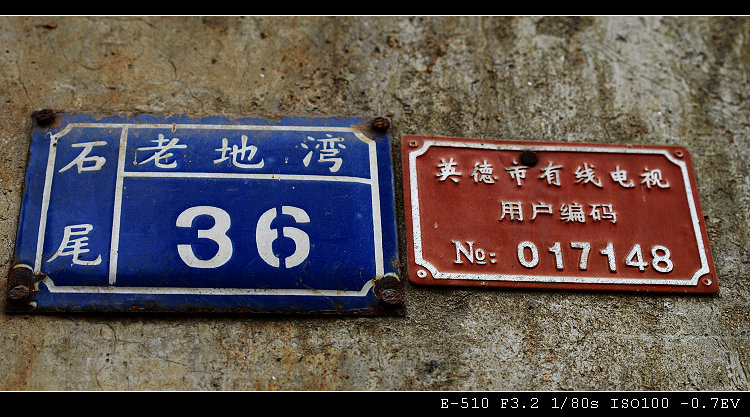 石尾
老地湾
36
英德市有线电视
用户编码
№: 017148
E-510 F3.2 1/80s ISO100 -0.7EV